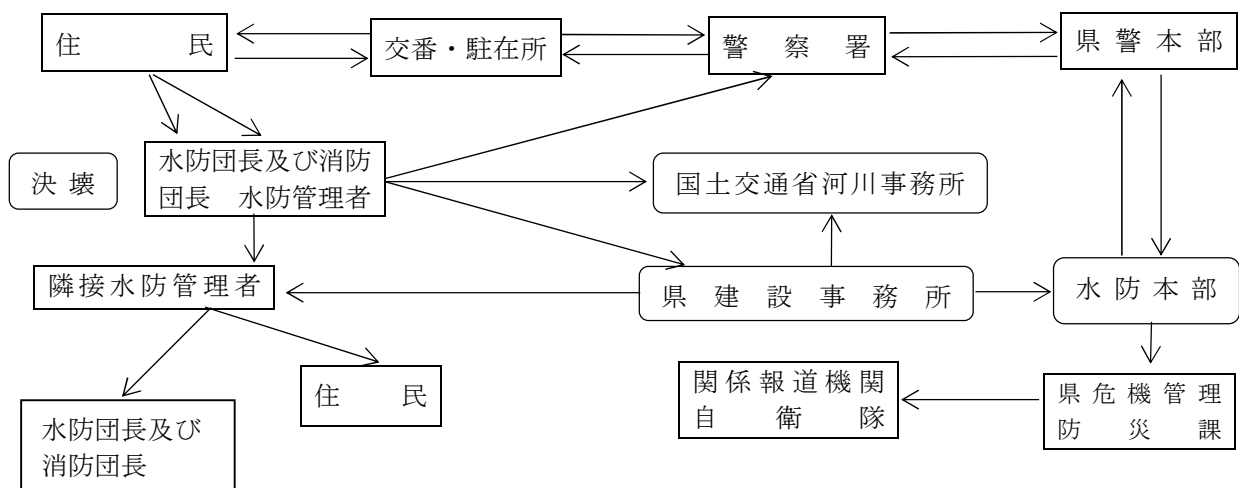 住民
交番・駐在所
警察署
県警本部
決壊
水防団長及び消防
団長 水防管理者
国土交通省河川事務所
隣接水防管理者
県建設事務所
水防本部
住民
関係報道機関
自衛隊
県危機管理
防災課
水防団長及び
消防団長